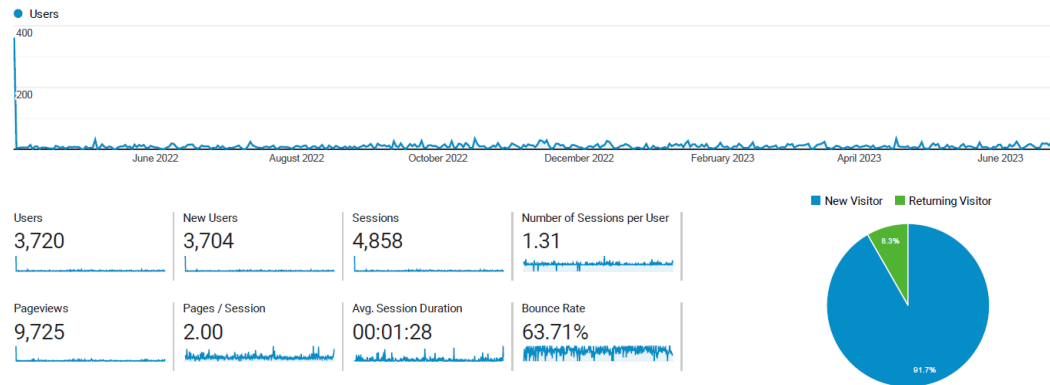 Users
400
200
June 2022 August 2022 October 2022 December 2022 February 2023 April 2023 June 2023
New Visitor Returning Visitor
Users New Users Sessions Number of Sessions per User
3,720 3,704 4,858 1.31
8.3%
Pageviews Pages / Session Avg. Session Duration Bounce Rate
9,725 2.00 00:01:28 63.71%
91.7%